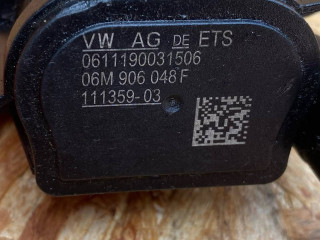 VW AG DE ETS
0611190031506
06M 906 048 F
111359-03